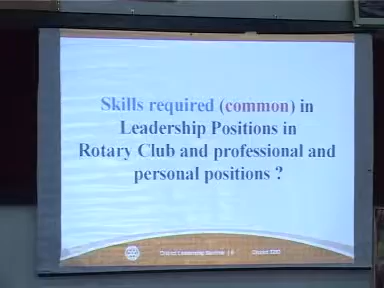 Skills required (common) in
Leadership Positions in
Rotary Club and professional and
personal positions ?